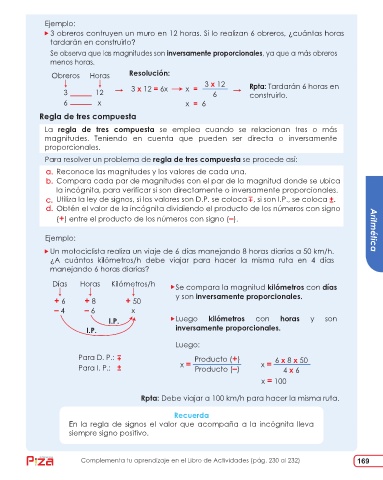 Ejemplo:
3 obreros contruyen un muro en 12 horas. Si lo realizan 6 obreros, ¿cuántas horas
tardarán en construirlo?
Se observa que las magnitudes son inversamente proporcionales, ya que a más obreros
menos horas.
Obreros Horas Resolución:
3 ____ 12 → 3 x 12 = 6x → x = 3 x 12 / 6 → Rpta: Tardarán 6 horas en
construirlo.
6 ____ x x = 6
Regla de tres compuesta
La regla de tres compuesta se emplea cuando se relacionan tres o más
magnitudes. Teniendo en cuenta que pueden ser directa o inversamente
proporcionales.
Para resolver un problema de regla de tres compuesta se procede así:
a. Reconoce las magnitudes y los valores de cada una.
b. Compara cada par de magnitudes con el par de la magnitud donde se ubica
la incógnita, para verificar si son directamente o inversamente proporcionales.
c. Utiliza la ley de signos, si los valores son D.P. se coloca ∓, si son I.P., se coloca ±.
d. Obtén el valor de la incógnita dividiendo el producto de los números con signo
(+) entre el producto de los números con signo (–).
Aritmética
Ejemplo:
Un motociclista realiza un viaje de 6 días manejando 8 horas diarias a 50 km/h.
¿A cuántos kilómetros/h debe viajar para hacer la misma ruta en 4 días
manejando 6 horas diarias?
Días Horas Kilómetros/h
+ 6 + 8 + 50
– 4 – 6 x
I.P.
I.P.
Se compara la magnitud kilómetros con días
y son inversamente proporcionales.
Luego kilómetros con horas y son
inversamente proporcionales.
Luego:
Para D. P.: ∓
Para I. P.: ±
x = Producto (+) / Producto (–)
x = 6 x 8 x 50 / 4 x 6
x = 100
Rpta: Debe viajar a 100 km/h para hacer la misma ruta.
Recuerda
En la regla de signos el valor que acompaña a la incógnita lleva
siempre signo positivo.
Complementa tu aprendizaje en el Libro de Actividades (pág. 230 al 232) 169